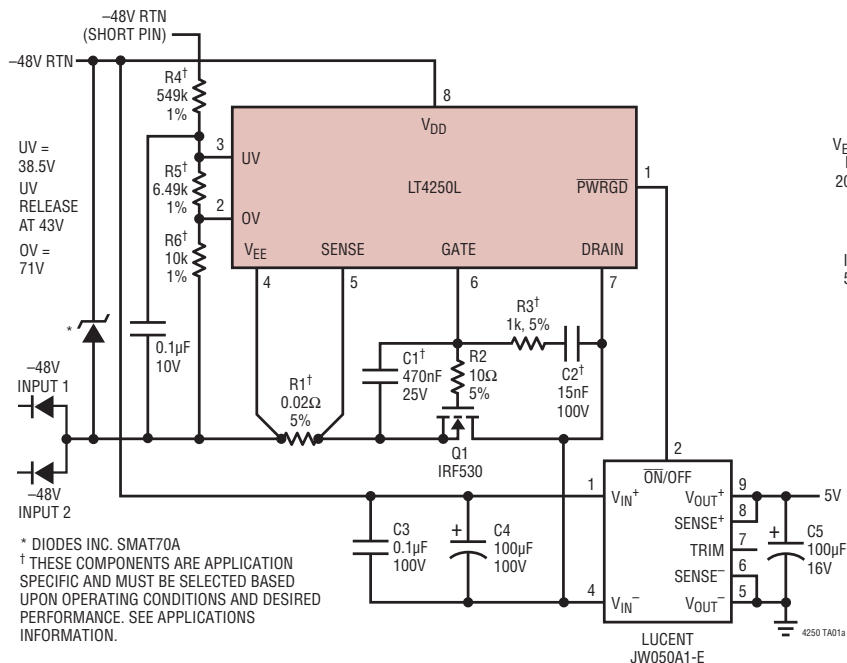 –48V RTN
(SHORT PIN)
–48V RTN
R4†
549k
1%
8
VDD
UV =
38.5V
UV
RELEASE
AT 43V
OV =
71V
3
UV
R5†
6.49k
1%
2
OV
R6†
10k
1%
LT4250L
PWRGD
1
VEE
SENSE
GATE
DRAIN
4
5
6
7
*
0.1µF
10V
R3†
1k, 5%
C1†
470nF
25V
R2
10Ω
5%
C2†
15nF
100V
R1†
0.02Ω
5%
–48V
INPUT 1
–48V
INPUT 2
Q1
IRF530
2
ON/OFF
1
VIN+
VOUT+
9
5V
SENSE+
8
TRIM
7
SENSE–
6
4
VIN–
VOUT–
5
C3
0.1µF
100V
+
C4
100µF
100V
+
C5
100µF
16V
* DIODES INC. SMAT70A
† THESE COMPONENTS ARE APPLICATION
SPECIFIC AND MUST BE SELECTED BASED
UPON OPERATING CONDITIONS AND DESIRED
PERFORMANCE. SEE APPLICATIONS
INFORMATION.
LUCENT
JW050A1-E
4250 TA01a